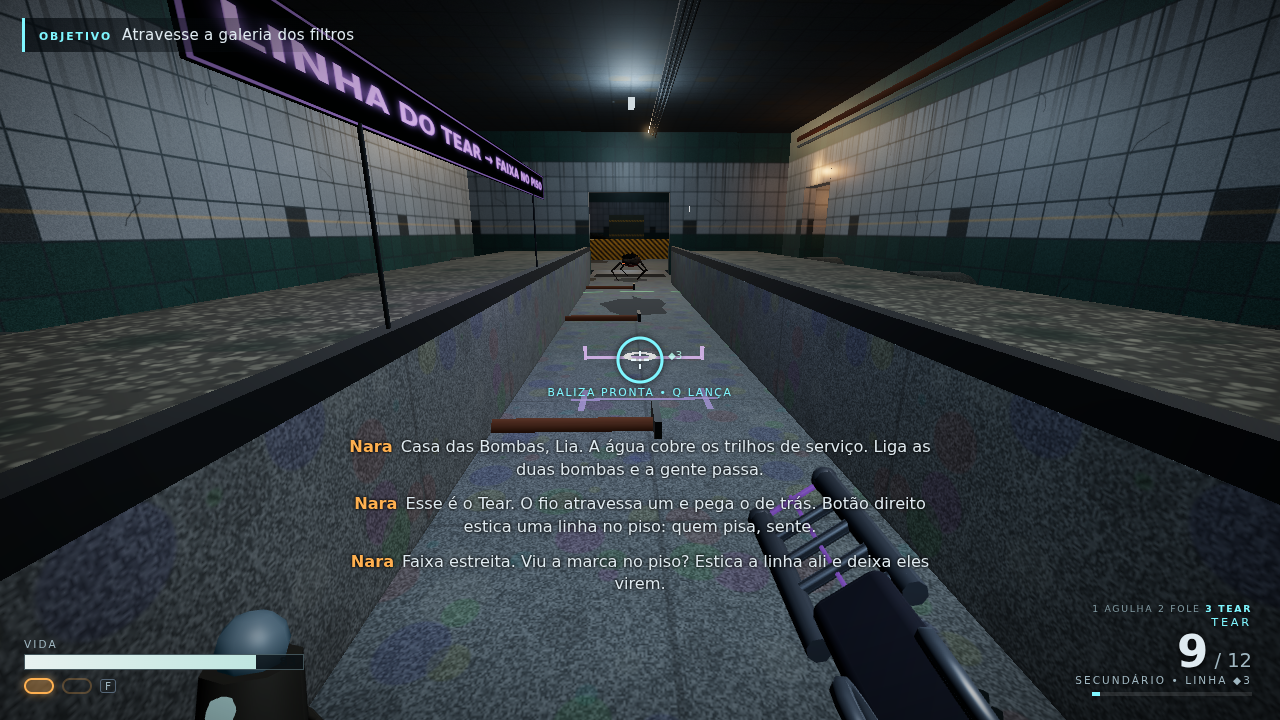 OBJETIVO Atravesse a galeria dos filtros
LINHA DO TEAR → FAIXA NO PISO
◆3
BALIZA PRONTA • Q LANÇA
Nara Casa das Bombas, Lia. A água cobre os trilhos de serviço. Liga as
duas bombas e a gente passa.
Nara Esse é o Tear. O fio atravessa um e pega o de trás. Botão direito
estica uma linha no piso: quem pisa, sente.
Nara Faixa estreita. Viu a marca no piso? Estica a linha ali e deixa eles
virem.
VIDA
F
1 AGULHA 2 FOLE 3 TEAR
TEAR
9 / 12
SECUNDÁRIO • LINHA ◆3